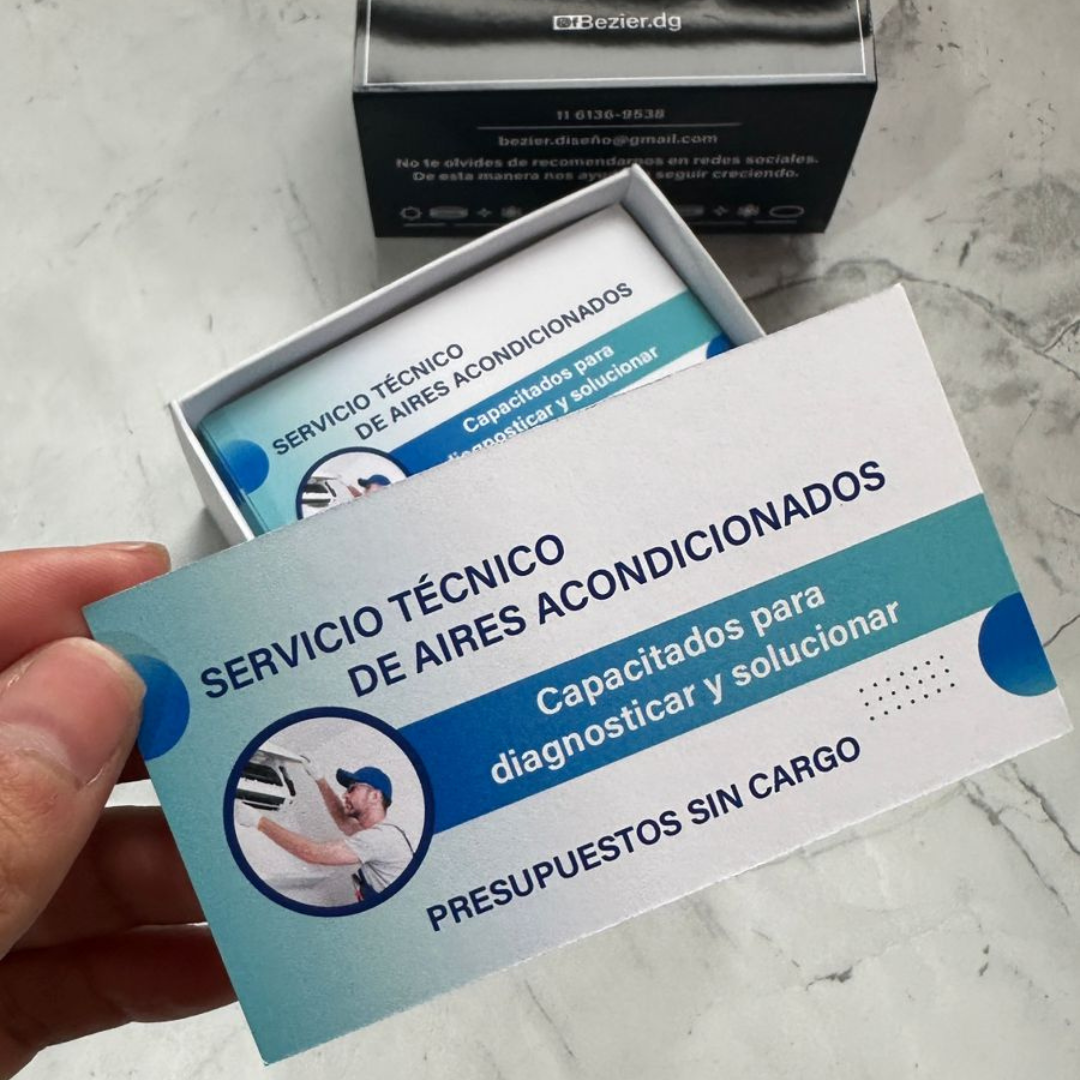 Bezier.dg
11 6136-9538
bezier.diseño@gmail.com
No te olvides de recomendarnos en redes sociales.
De esta manera nos seguir creciendo.
SERVICIO TÉCNICO
DE AIRES ACONDICIONADOS
Capacitados para
diagnosticar y solucionar
SERVICIO TÉCNICO
DE AIRES ACONDICIONADOS
Capacitados para
diagnosticar y solucionar
PRESUPUESTOS SIN CARGO